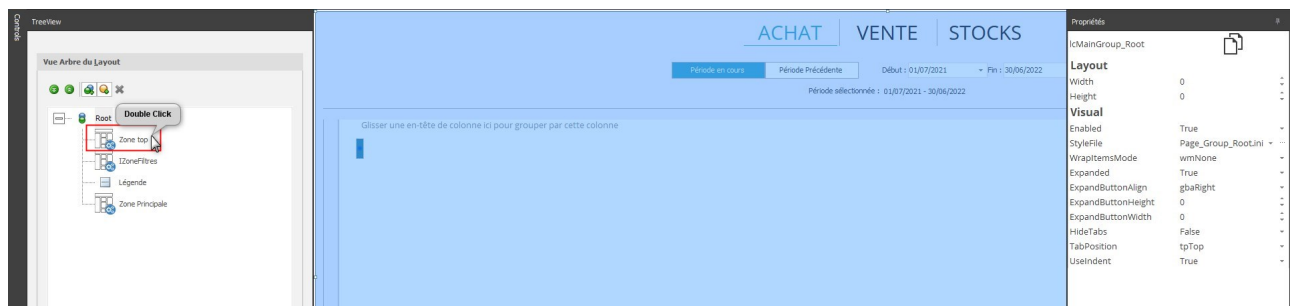 Controls
TreeView
Vue Arbre du Layout
Root
Double Click
Zone top
IZoneFiltres
Légende
Zone Principale
ACHAT VENTE STOCKS
Période en cours Période Précédente Début : 01/07/2021 Fin : 30/06/2022
Période sélectionnée : 01/07/2021 - 30/06/2022
Glisser une en-tête de colonne ici pour grouper par cette colonne
Propriétés
lcMainGroup_Root
Layout
Width 0
Height 0
Visual
Enabled True
StyleFile Page_Group_Root.ini
WrapItemsMode wmNone
Expanded True
ExpandButtonAlign gbaRight
ExpandButtonHeight 0
ExpandButtonWidth 0
HideTabs False
TabPosition tpTop
UseIndent True